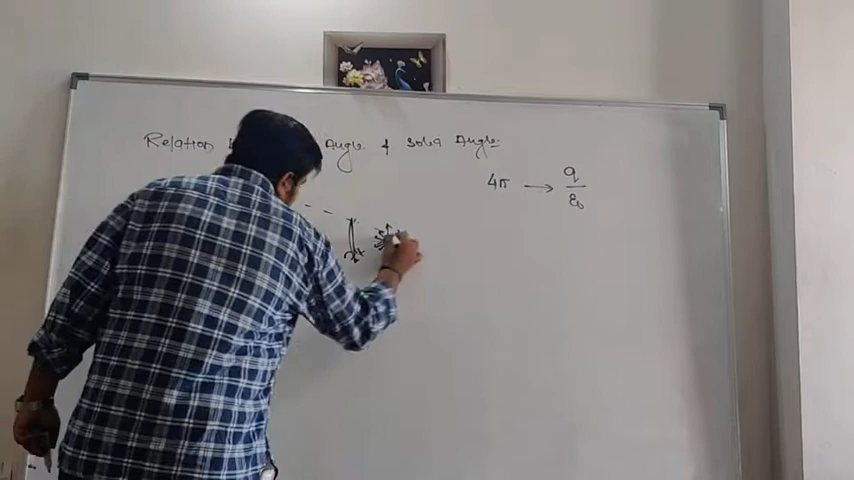 Relation Angle & Solid Angle
4π → q/ε₀